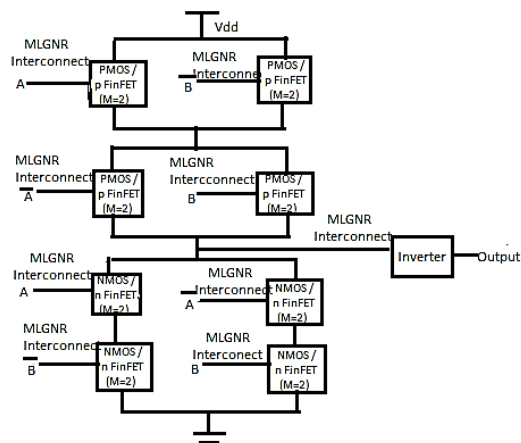 Vdd
MLGNR
Interconnect
A
PMOS /
p FinFET
(M=2)
MLGNR
Interconnect
B
PMOS /
p FinFET
(M=2)
MLGNR
Interconnect
A
PMOS /
p FinFET
(M=2)
MLGNR
Intercconnect
B
PMOS /
p FinFET
(M=2)
MLGNR
Interconnect
Inverter
Output
MLGNR
Interconnect
A
NMOS /
n FinFET
(M=2)
MLGNR
Interconnect
A
NMOS /
n FinFET
(M=2)
MLGNR
Interconnect
B
NMOS /
n FinFET
(M=2)
MLGNR
Interconnect
B
NMOS /
n FinFET
(M=2)